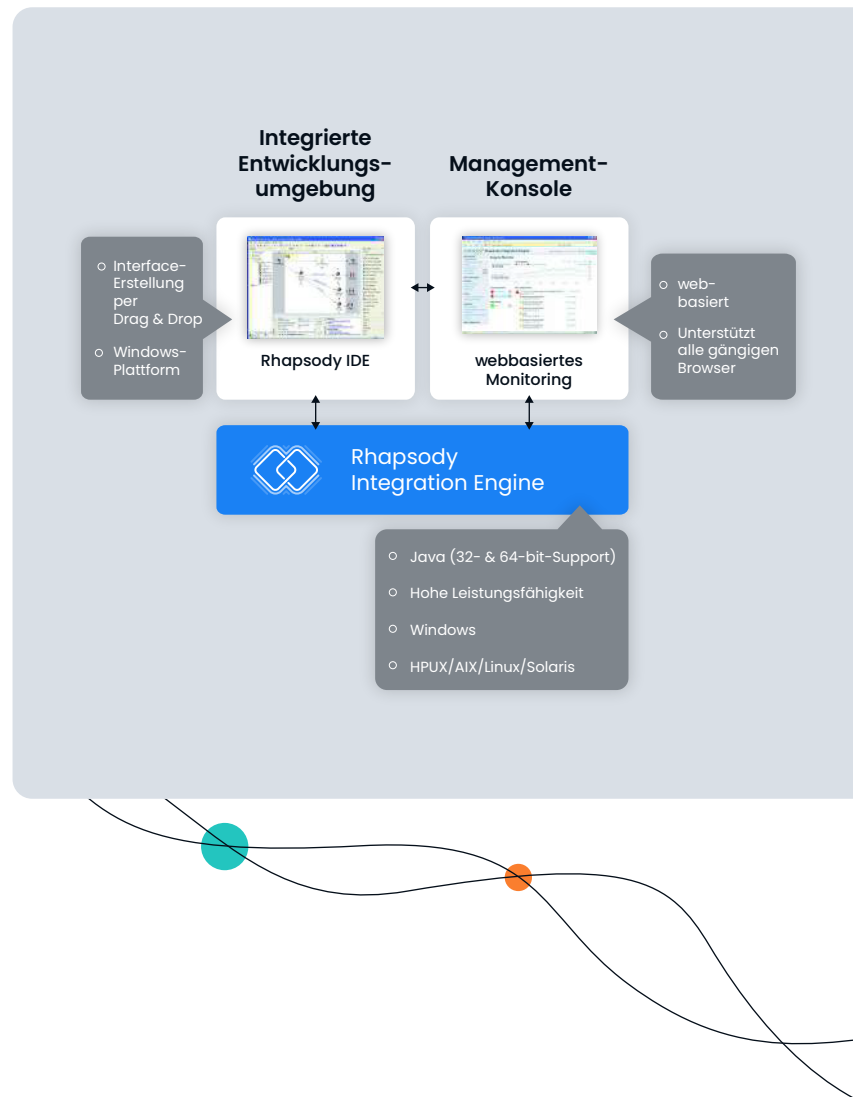 Integrierte
Entwicklungs-
umgebung
Management-
Konsole
Interface-
Erstellung
per
Drag & Drop
Windows-
Plattform
Rhapsody IDE
webbasiertes
Monitoring
web-
basiert
Unterstützt
alle gängigen
Browser
Rhapsody
Integration Engine
Java (32- & 64-bit-Support)
Hohe Leistungsfähigkeit
Windows
HPUX/AIX/Linux/Solaris